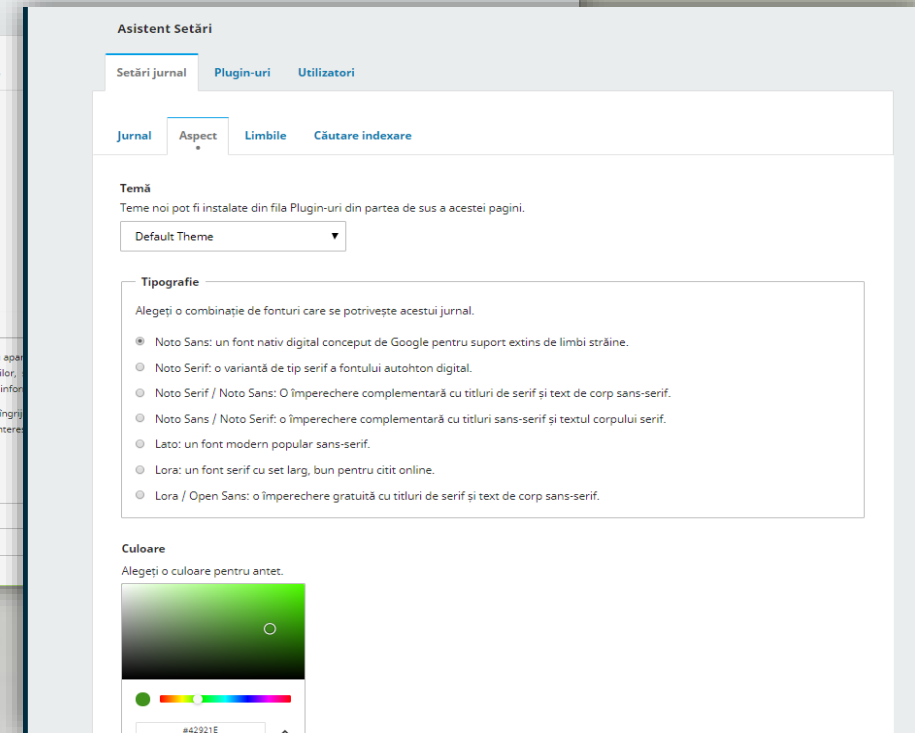 Asistent Setări
Setări jurnal Plugin-uri Utilizatori
Jurnal Aspect Limbile Căutare indexare
Temă
Teme noi pot fi instalate din fila Plugin-uri din partea de sus a acestei pagini.
Default Theme
Tipografie
Alegeți o combinație de fonturi care se potrivește acestui jurnal.
Noto Sans: un font nativ digital conceput de Google pentru suport extins de limbi străine.
Noto Serif: o variantă de tip serif a fontului autohton digital.
Noto Serif / Noto Sans: O împerechere complementară cu titluri de serif și text de corp sans-serif.
Noto Sans / Noto Serif: o împerechere complementară cu titluri sans-serif și textul corpului serif.
Lato: un font modern popular sans-serif.
Lora: un font serif cu set larg, bun pentru citit online.
Lora / Open Sans: o împerechere gratuită cu titluri de serif și text de corp sans-serif.
Culoare
Alegeți o culoare pentru antet.
#42921E